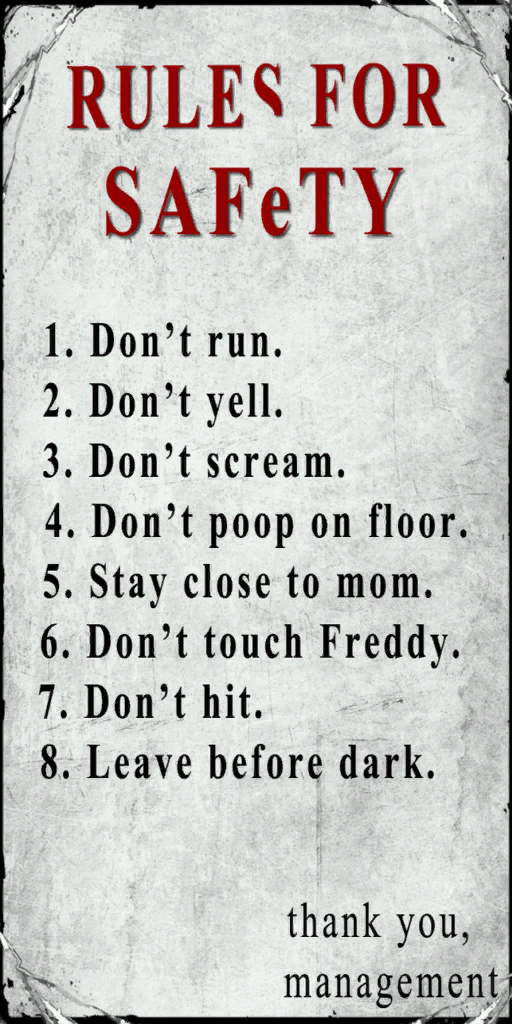 RULES FOR
SAFeTY
1. Don't run.
2. Don't yell.
3. Don't scream.
4. Don't poop on floor.
5. Stay close to mom.
6. Don't touch Freddy.
7. Don't hit.
8. Leave before dark.
thank you,
management